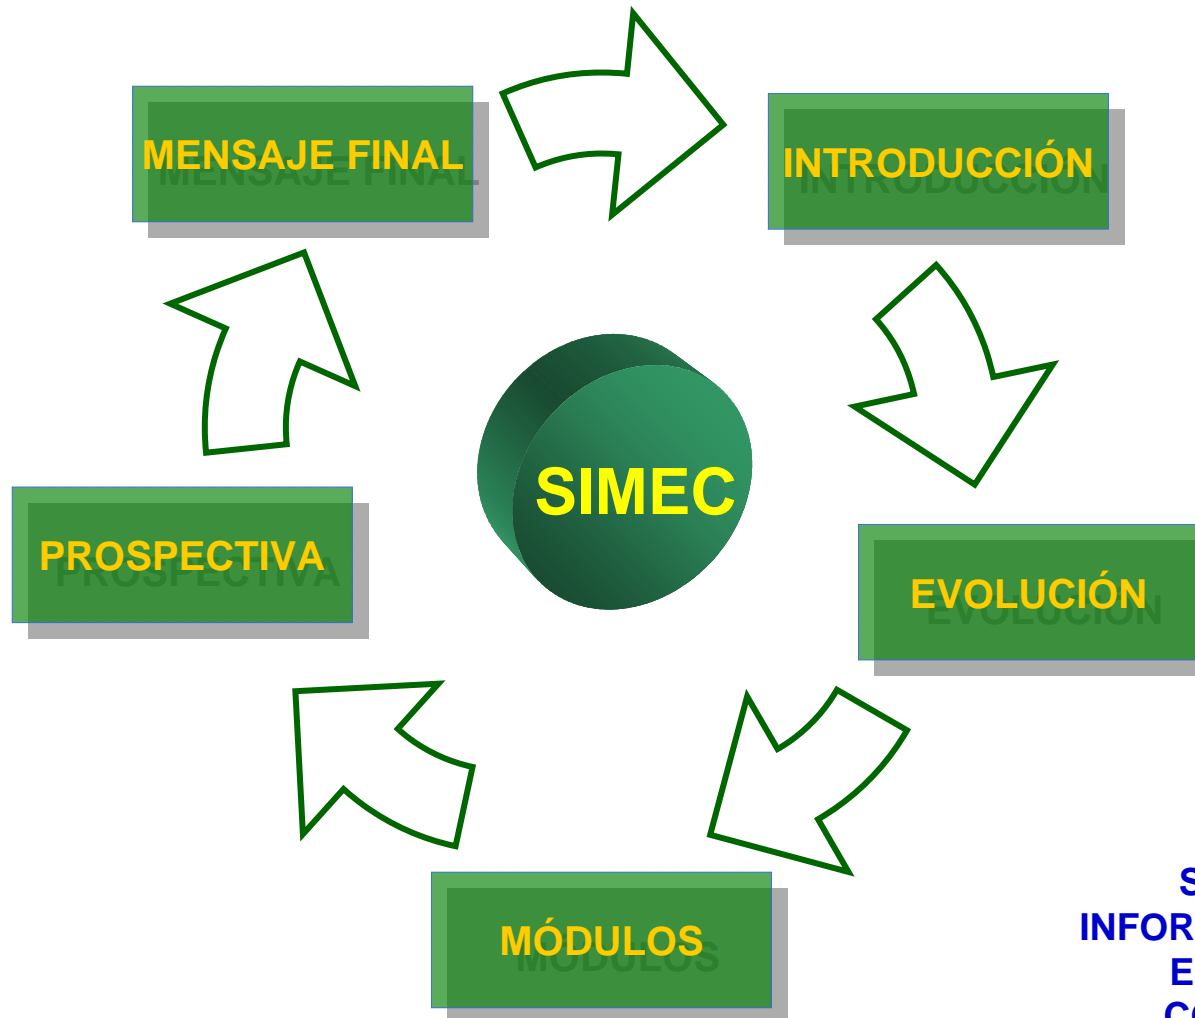 MENSAJE FINAL
INTRODUCCIÓN
SIMEC
PROSPECTIVA
EVOLUCIÓN
MÓDULOS